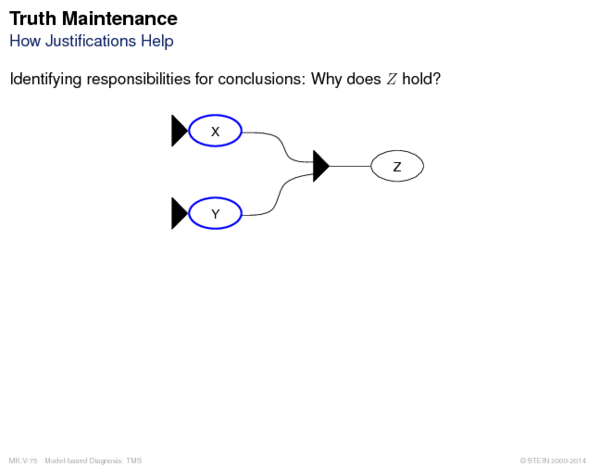 Truth Maintenance
How Justifications Help
Identifying responsibilities for conclusions: Why does Z hold?
X
Z
Y
MK:V-75 Model-based Diagnosis: TMS
© STEIN 2000-2014